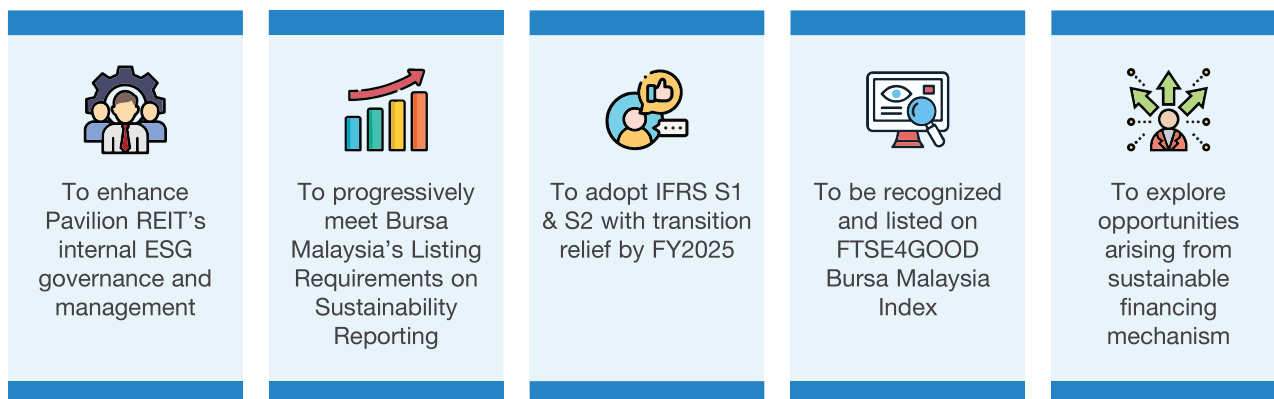 To enhance
Pavilion REIT’s
internal ESG
governance and
management
To progressively
meet Bursa
Malaysia’s Listing
Requirements on
Sustainability
Reporting
To adopt IFRS S1
& S2 with transition
relief by FY2025
To be recognized
and listed on
FTSE4GOOD
Bursa Malaysia
Index
To explore
opportunities
arising from
sustainable
financing
mechanism